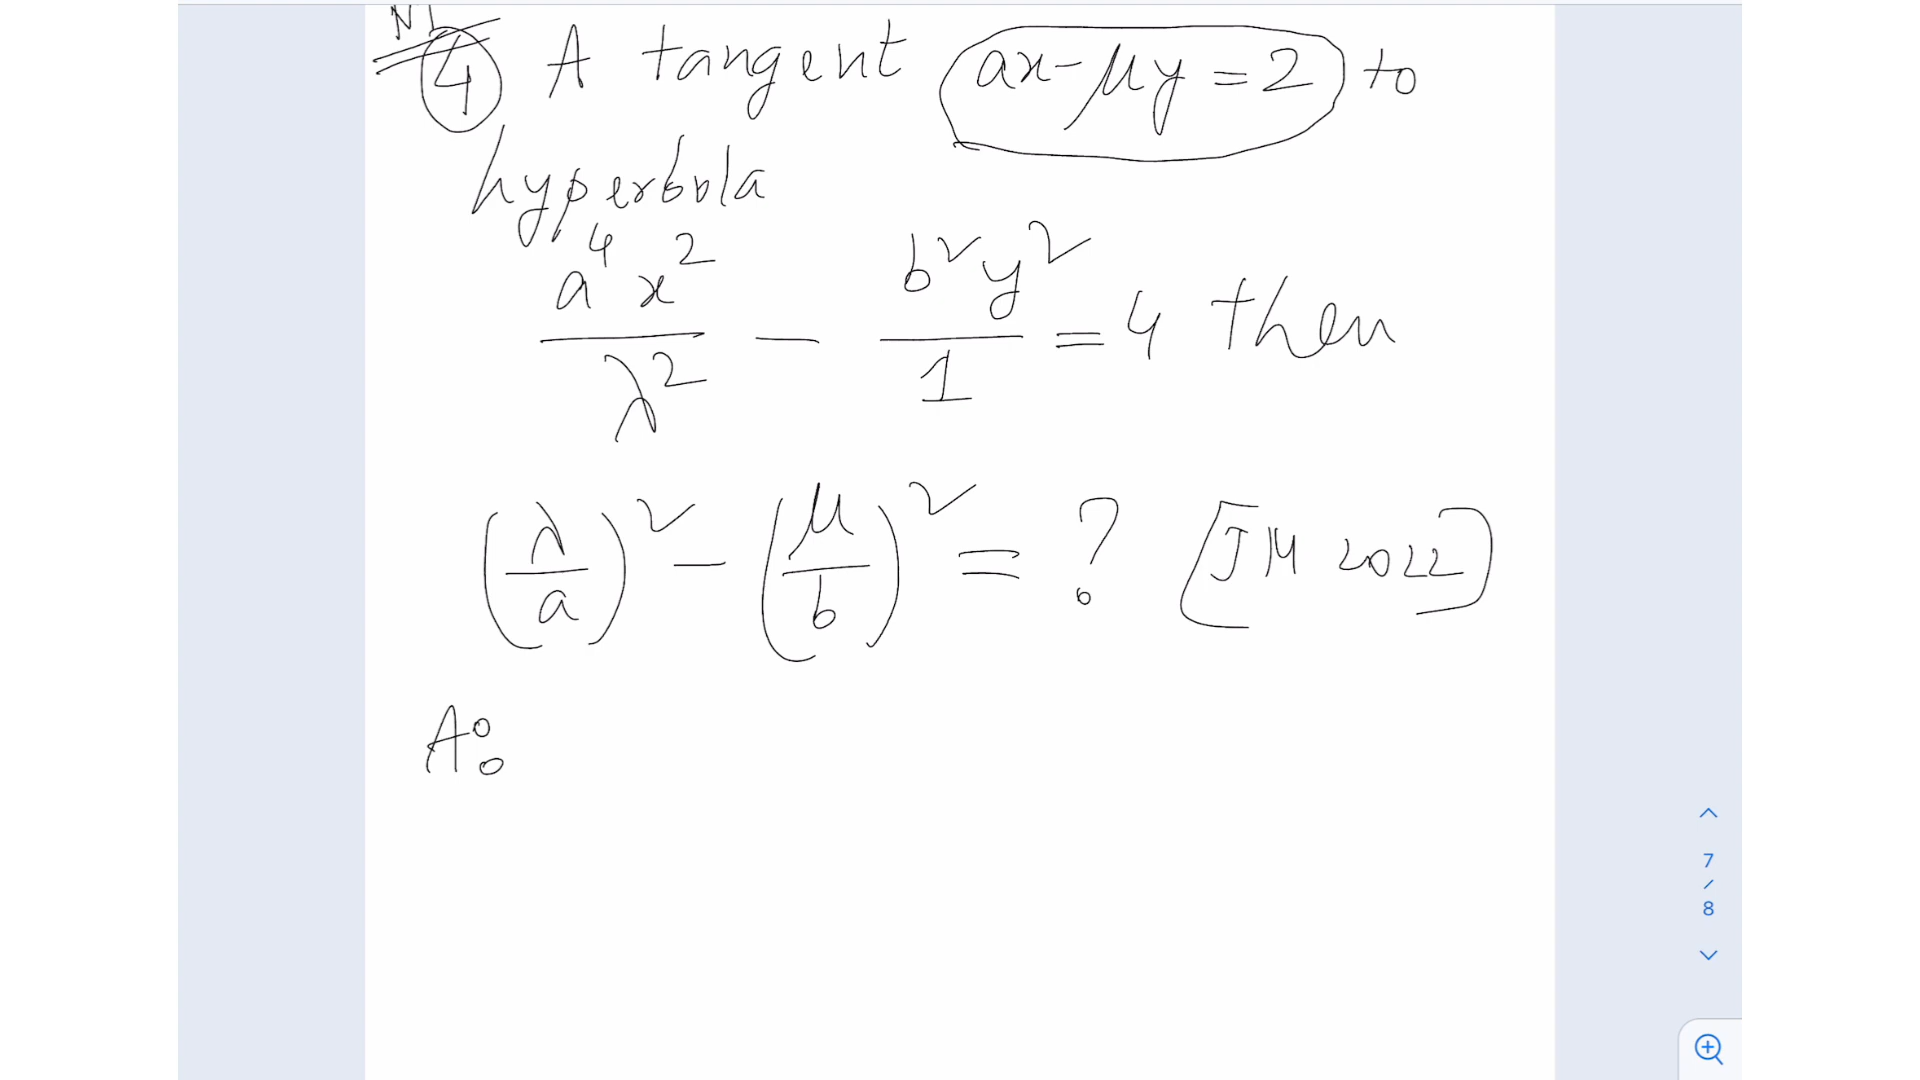 ④ A tangent ax-μy=2 to
hyperbola
a⁴x²/λ² - b²y²/1 = 4 then
(λ/a)² - (μ/b)² = ? [JM 2022]
A:
7
/
8